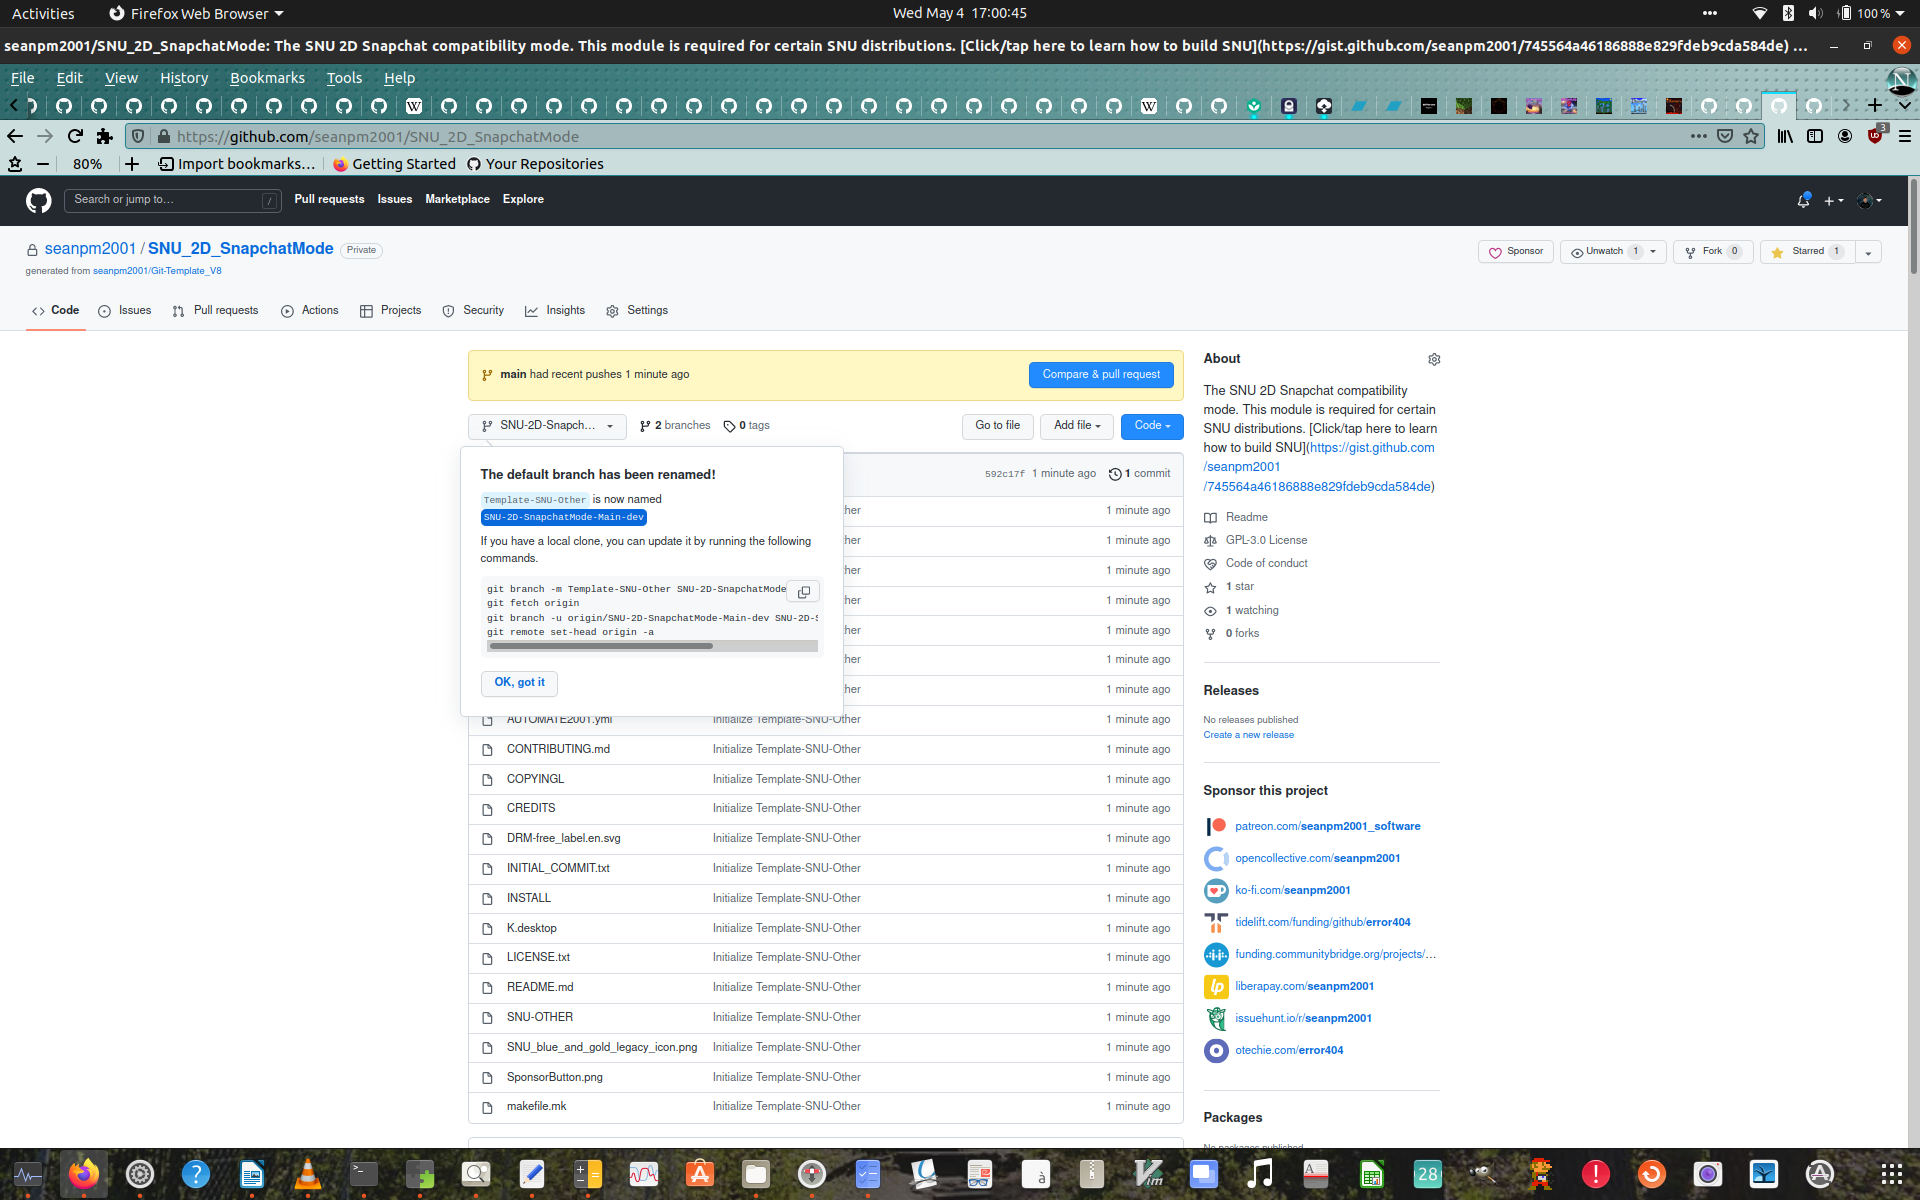 Activities
Firefox Web Browser
Wed May 4 17:00:45
100 %
seanpm2001/SNU_2D_SnapchatMode: The SNU 2D Snapchat compatibility mode. This module is required for certain SNU distributions. [Click/tap here to learn how to build SNU](https://gist.github.com/seanpm2001/745564a46186888e829fdeb9cda584de) ...
File Edit View History Bookmarks Tools Help
https://github.com/seanpm2001/SNU_2D_SnapchatMode
3
80%
Import bookmarks...
Getting Started
Your Repositories
Search or jump to...
/
Pull requests Issues Marketplace Explore
seanpm2001 / SNU_2D_SnapchatMode Private
generated from seanpm2001/Git-Template_V8
Sponsor
Unwatch 1
Fork 0
Starred 1
Code
Issues
Pull requests
Actions
Projects
Security
Insights
Settings
main had recent pushes 1 minute ago
Compare & pull request
SNU-2D-Snapch...
2 branches
0 tags
Go to file
Add file
Code
The default branch has been renamed!
Template-SNU-Other is now named
SNU-2D-SnapchatMode-Main-dev
If you have a local clone, you can update it by running the following
commands.
git branch -m Template-SNU-Other SNU-2D-SnapchatMode
git fetch origin
git branch -u origin/SNU-2D-SnapchatMode-Main-dev SNU-2D-S
git remote set-head origin -a
OK, got it
592c17f 1 minute ago 1 commit
her 1 minute ago
her 1 minute ago
her 1 minute ago
her 1 minute ago
her 1 minute ago
her 1 minute ago
her 1 minute ago
AUTOMATE2001.yml Initialize Template-SNU-Other 1 minute ago
CONTRIBUTING.md Initialize Template-SNU-Other 1 minute ago
COPYINGL Initialize Template-SNU-Other 1 minute ago
CREDITS Initialize Template-SNU-Other 1 minute ago
DRM-free_label.en.svg Initialize Template-SNU-Other 1 minute ago
INITIAL_COMMIT.txt Initialize Template-SNU-Other 1 minute ago
INSTALL Initialize Template-SNU-Other 1 minute ago
K.desktop Initialize Template-SNU-Other 1 minute ago
LICENSE.txt Initialize Template-SNU-Other 1 minute ago
README.md Initialize Template-SNU-Other 1 minute ago
SNU-OTHER Initialize Template-SNU-Other 1 minute ago
SNU_blue_and_gold_legacy_icon.png Initialize Template-SNU-Other 1 minute ago
SponsorButton.png Initialize Template-SNU-Other 1 minute ago
makefile.mk Initialize Template-SNU-Other 1 minute ago
About
The SNU 2D Snapchat compatibility
mode. This module is required for certain
SNU distributions. [Click/tap here to learn
how to build SNU](https://gist.github.com
/seanpm2001
/745564a46186888e829fdeb9cda584de)
Readme
GPL-3.0 License
Code of conduct
1 star
1 watching
0 forks
Releases
No releases published
Create a new release
Sponsor this project
patreon.com/seanpm2001_software
opencollective.com/seanpm2001
ko-fi.com/seanpm2001
tidelift.com/funding/github/error404
funding.communitybridge.org/projects/...
liberapay.com/seanpm2001
issuehunt.io/r/seanpm2001
otechie.com/error404
Packages
No packages published
28